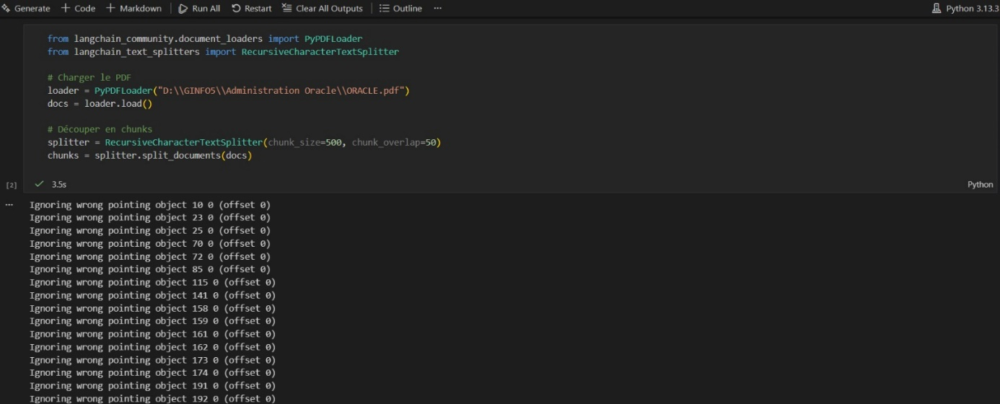 Generate + Code + Markdown Run All Restart Clear All Outputs Outline ... Python 3.13.3
from langchain_community.document_loaders import PyPDFLoader
from langchain_text_splitters import RecursiveCharacterTextSplitter
# Charger le PDF
loader = PyPDFLoader("D:\\GINFO5\\Administration Oracle\\ORACLE.pdf")
docs = loader.load()
# Découper en chunks
splitter = RecursiveCharacterTextSplitter(chunk_size=500, chunk_overlap=50)
chunks = splitter.split_documents(docs)
[2] ✓ 3.5s Python
... Ignoring wrong pointing object 10 0 (offset 0)
Ignoring wrong pointing object 23 0 (offset 0)
Ignoring wrong pointing object 25 0 (offset 0)
Ignoring wrong pointing object 70 0 (offset 0)
Ignoring wrong pointing object 72 0 (offset 0)
Ignoring wrong pointing object 85 0 (offset 0)
Ignoring wrong pointing object 115 0 (offset 0)
Ignoring wrong pointing object 141 0 (offset 0)
Ignoring wrong pointing object 158 0 (offset 0)
Ignoring wrong pointing object 159 0 (offset 0)
Ignoring wrong pointing object 161 0 (offset 0)
Ignoring wrong pointing object 162 0 (offset 0)
Ignoring wrong pointing object 173 0 (offset 0)
Ignoring wrong pointing object 174 0 (offset 0)
Ignoring wrong pointing object 191 0 (offset 0)
Ignoring wrong pointing object 192 0 (offset 0)